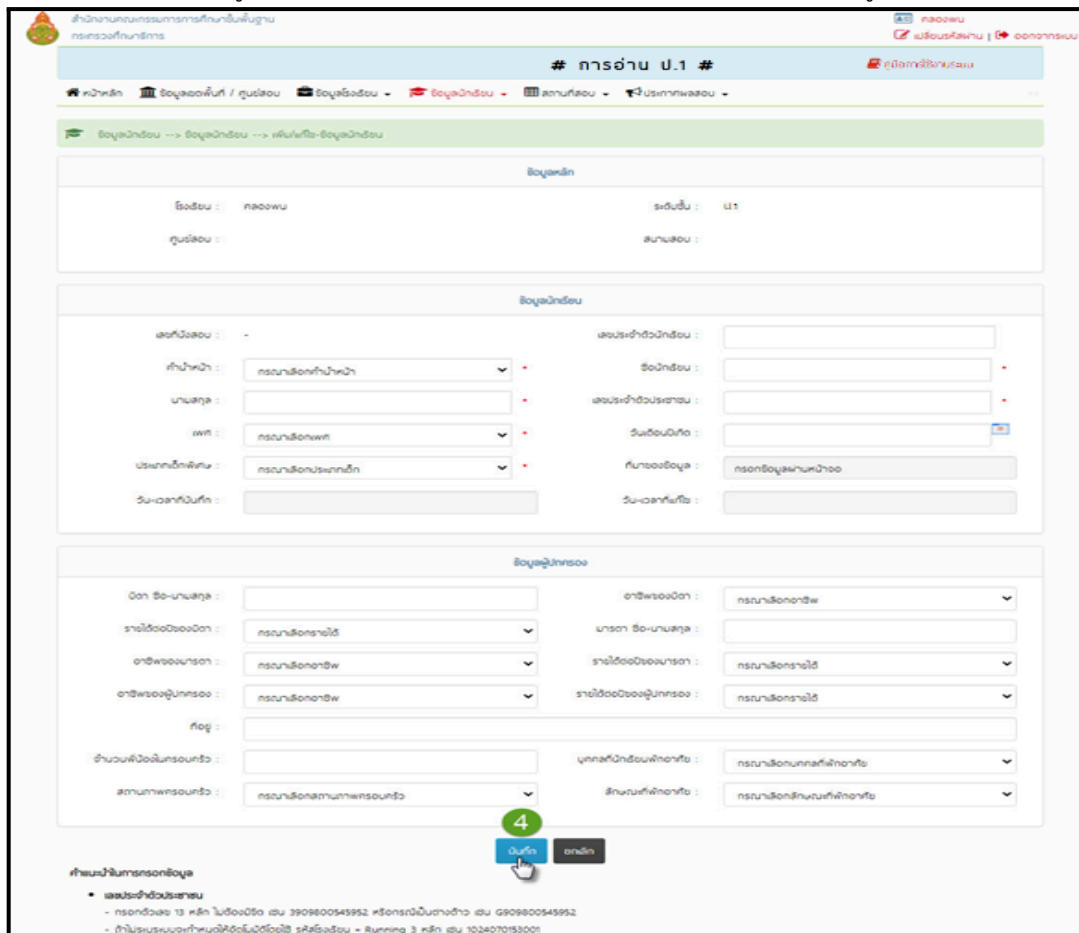 สำนักงานคณะกรรมการการศึกษาขั้นพื้นฐาน
กระทรวงศึกษาธิการ
คลองพน
เปลี่ยนรหัสผ่าน | ออกจากระบบ
# การอ่าน ป.1 #
คู่มือการใช้งานระบบ
หน้าหลัก ข้อมูลเขตพื้นที่ / ศูนย์สอบ ข้อมูลโรงเรียน ข้อมูลนักเรียน สถานที่สอบ ประกาศผลสอบ
ข้อมูลนักเรียน --> ข้อมูลนักเรียน --> เพิ่ม/แก้ไข-ข้อมูลนักเรียน
ข้อมูลหลัก
โรงเรียน : คลองพน ระดับชั้น : ป.1
ศูนย์สอบ : สนามสอบ :
ข้อมูลนักเรียน
เลขที่นั่งสอบ : - เลขประจำตัวนักเรียน :
คำนำหน้า : กรุณาเลือกคำนำหน้า * ชื่อนักเรียน : *
นามสกุล : * เลขประจำตัวประชาชน : *
เพศ : กรุณาเลือกเพศ * วันเดือนปีเกิด :
ประเภทเด็กพิเศษ : กรุณาเลือกประเภทเด็ก * ที่มาของข้อมูล : กรอกข้อมูลผ่านหน้าจอ
วัน-เวลาที่บันทึก : วัน-เวลาที่แก้ไข :
ข้อมูลผู้ปกครอง
บิดา ชื่อ-นามสกุล : อาชีพของบิดา : กรุณาเลือกอาชีพ
รายได้ต่อปีของบิดา : กรุณาเลือกรายได้ มารดา ชื่อ-นามสกุล :
อาชีพของมารดา : กรุณาเลือกอาชีพ รายได้ต่อปีของมารดา : กรุณาเลือกรายได้
อาชีพของผู้ปกครอง : กรุณาเลือกอาชีพ รายได้ต่อปีของผู้ปกครอง : กรุณาเลือกรายได้
ที่อยู่ :
จำนวนพี่น้องในครอบครัว : บุคคลที่นักเรียนพักอาศัย : กรุณาเลือกบุคคลที่พักอาศัย
สถานภาพครอบครัว : กรุณาเลือกสถานภาพครอบครัว ลักษณะที่พักอาศัย : กรุณาเลือกลักษณะที่พักอาศัย
4
บันทึก ยกเลิก
คำแนะนำในการกรอกข้อมูล
• เลขประจำตัวประชาชน
- กรอกตัวเลข 13 หลัก ไม่ต้องมีขีด เช่น 3909800545952 หรือกรณีเป็นต่างด้าว เช่น G909800545952
- ถ้าไม่ระบุระบบจะกำหนดให้อัตโนมัติโดยใช้ รหัสโรงเรียน + Running 3 หลัก เช่น 1024070153001